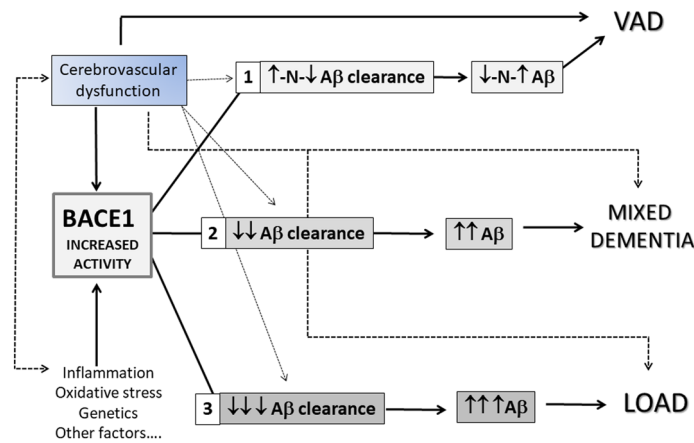 VAD
Cerebrovascular
dysfunction
1 ↑-N-↓ Aβ clearance
↓-N-↑ Aβ
BACE1
INCREASED
ACTIVITY
2 ↓↓ Aβ clearance
↑↑ Aβ
MIXED
DEMENTIA
Inflammation
Oxidative stress
Genetics
Other factors....
3 ↓↓↓ Aβ clearance
↑↑↑Aβ
LOAD